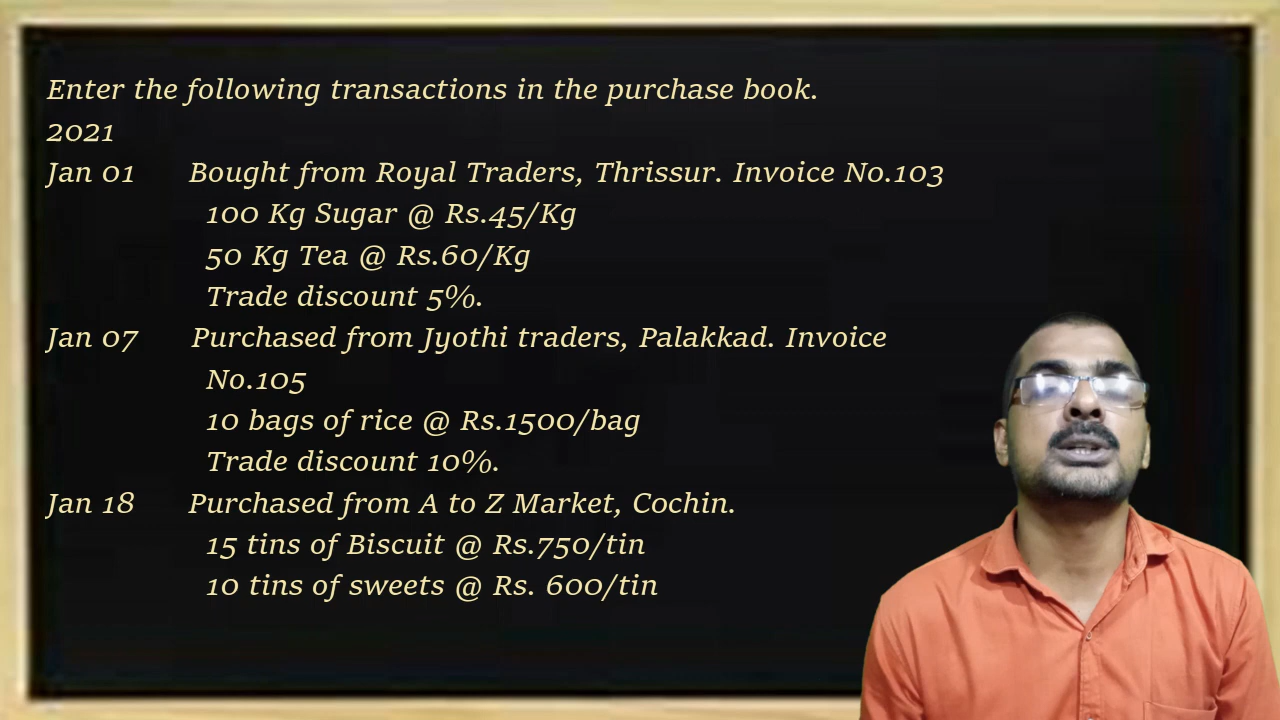 Enter the following transactions in the purchase book.
2021
Jan 01 Bought from Royal Traders, Thrissur. Invoice No.103
100 Kg Sugar @ Rs.45/Kg
50 Kg Tea @ Rs.60/Kg
Trade discount 5%.
Jan 07 Purchased from Jyothi traders, Palakkad. Invoice
No.105
10 bags of rice @ Rs.1500/bag
Trade discount 10%.
Jan 18 Purchased from A to Z Market, Cochin.
15 tins of Biscuit @ Rs.750/tin
10 tins of sweets @ Rs. 600/tin